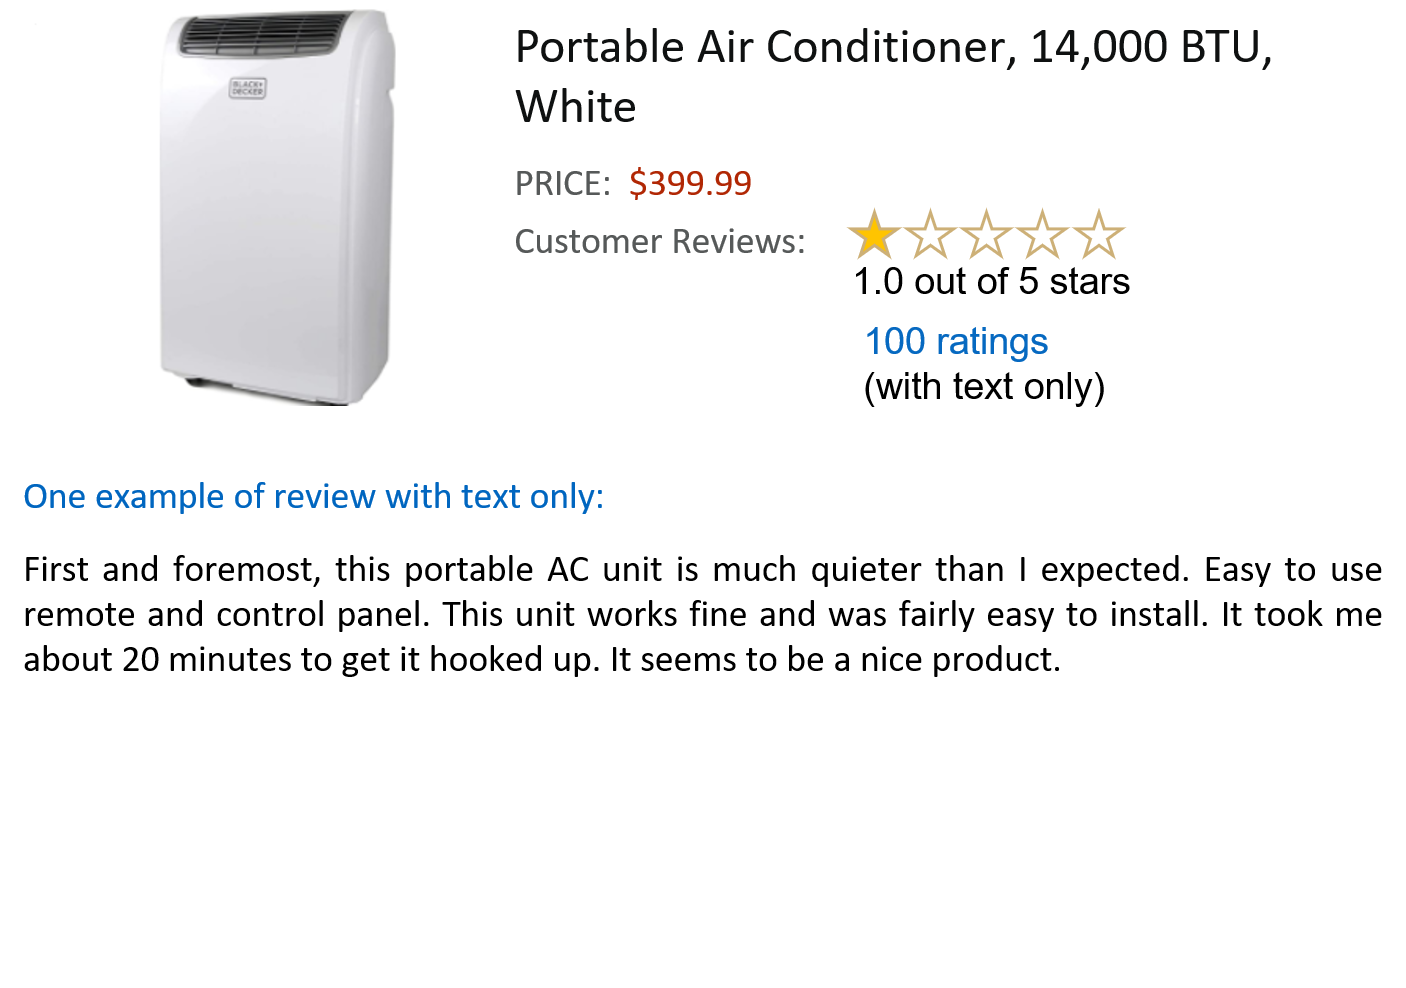 BLACK+
DECKER
Portable Air Conditioner, 14,000 BTU,
White
PRICE: $399.99
Customer Reviews:
1.0 out of 5 stars
100 ratings
(with text only)
One example of review with text only:
First and foremost, this portable AC unit is much quieter than I expected. Easy to use
remote and control panel. This unit works fine and was fairly easy to install. It took me
about 20 minutes to get it hooked up. It seems to be a nice product.